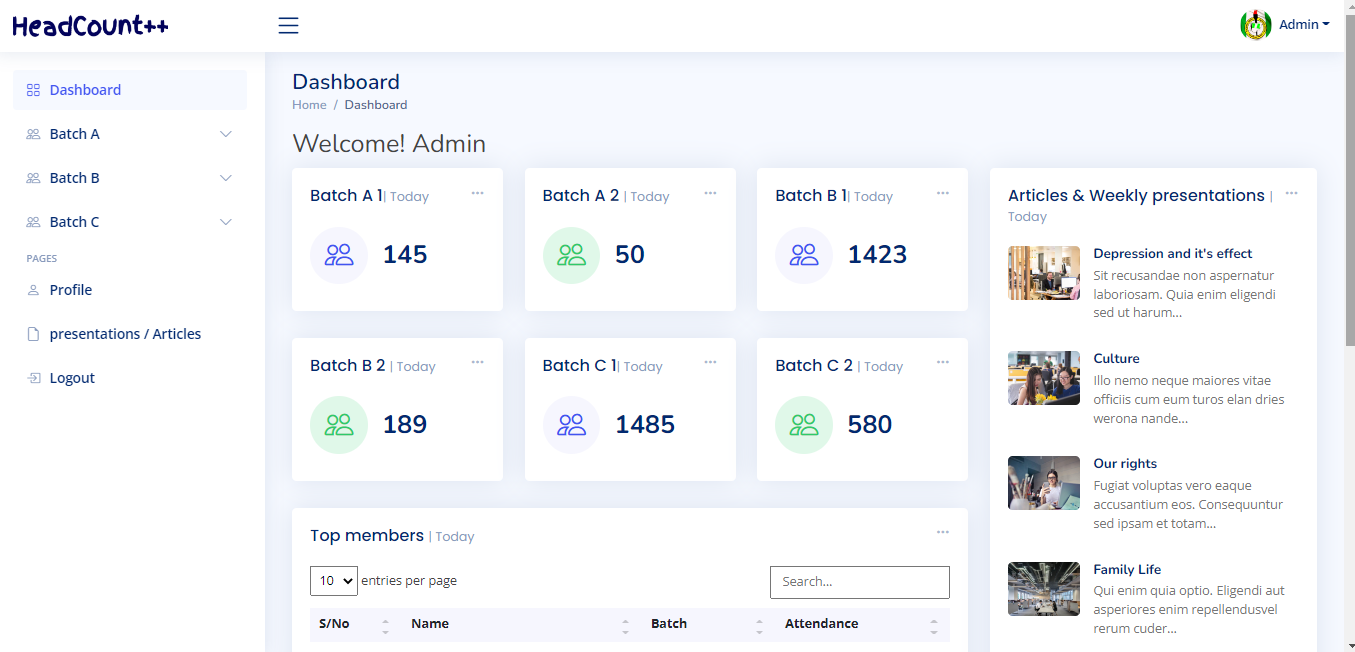 HeadCount++
Admin
Dashboard
Batch A
Batch B
Batch C
PAGES
Profile
presentations / Articles
Logout
Dashboard
Home / Dashboard
Welcome! Admin
Batch A 1| Today
145
Batch A 2 | Today
50
Batch B 1| Today
1423
Batch B 2 | Today
189
Batch C 1| Today
1485
Batch C 2 | Today
580
Top members | Today
10 entries per page
Search...
S/No Name Batch Attendance
Articles & Weekly presentations |
Today
Depression and it's effect
Sit recusandae non aspernatur
laboriosam. Quia enim eligendi
sed ut harum...
Culture
Illo nemo neque maiores vitae
officiis cum eum turos elan dries
werona nande...
Our rights
Fugiat voluptas vero eaque
accusantium eos. Consequuntur
sed ipsam et totam...
Family Life
Qui enim quia optio. Eligendi aut
asperiores enim repellendusvel
rerum cuder...